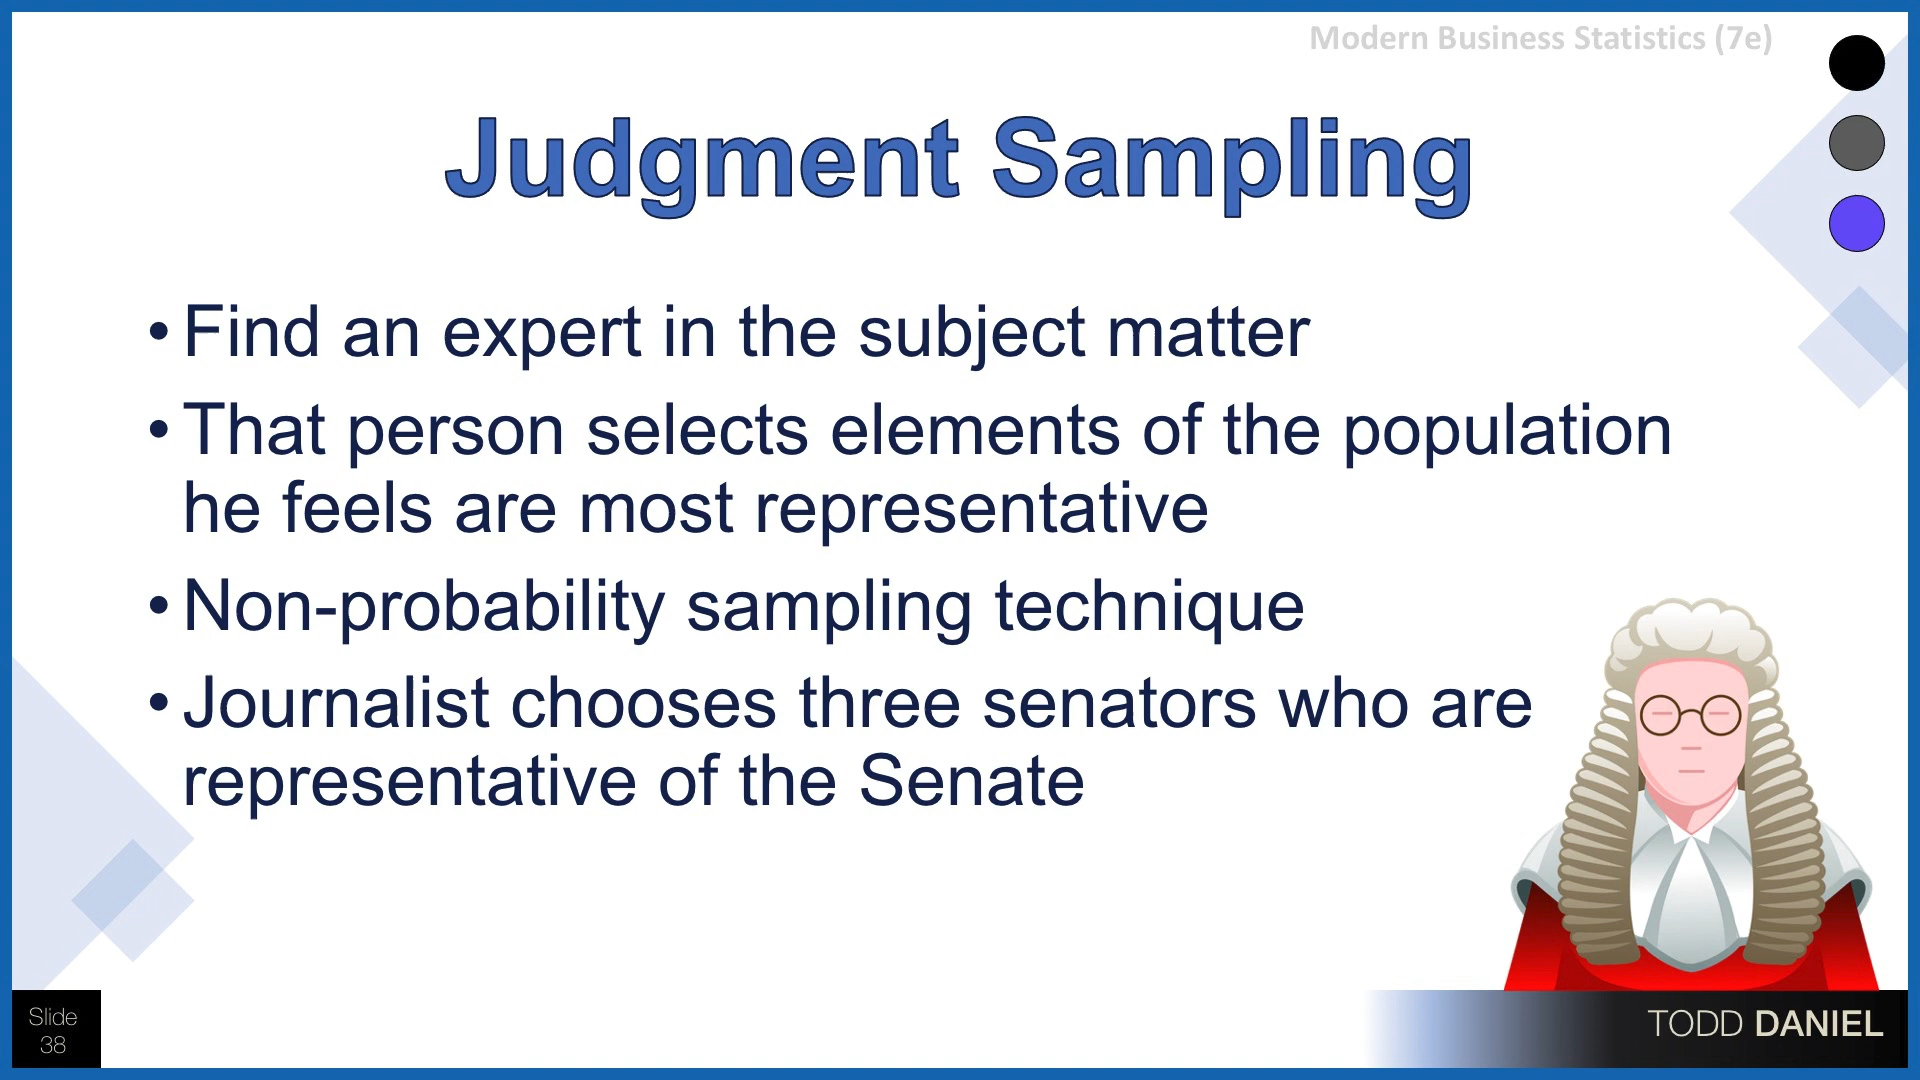 Modern Business Statistics (7e)
Judgment Sampling
• Find an expert in the subject matter
• That person selects elements of the population
he feels are most representative
• Non-probability sampling technique
• Journalist chooses three senators who are
representative of the Senate
Slide
38
TODD DANIEL